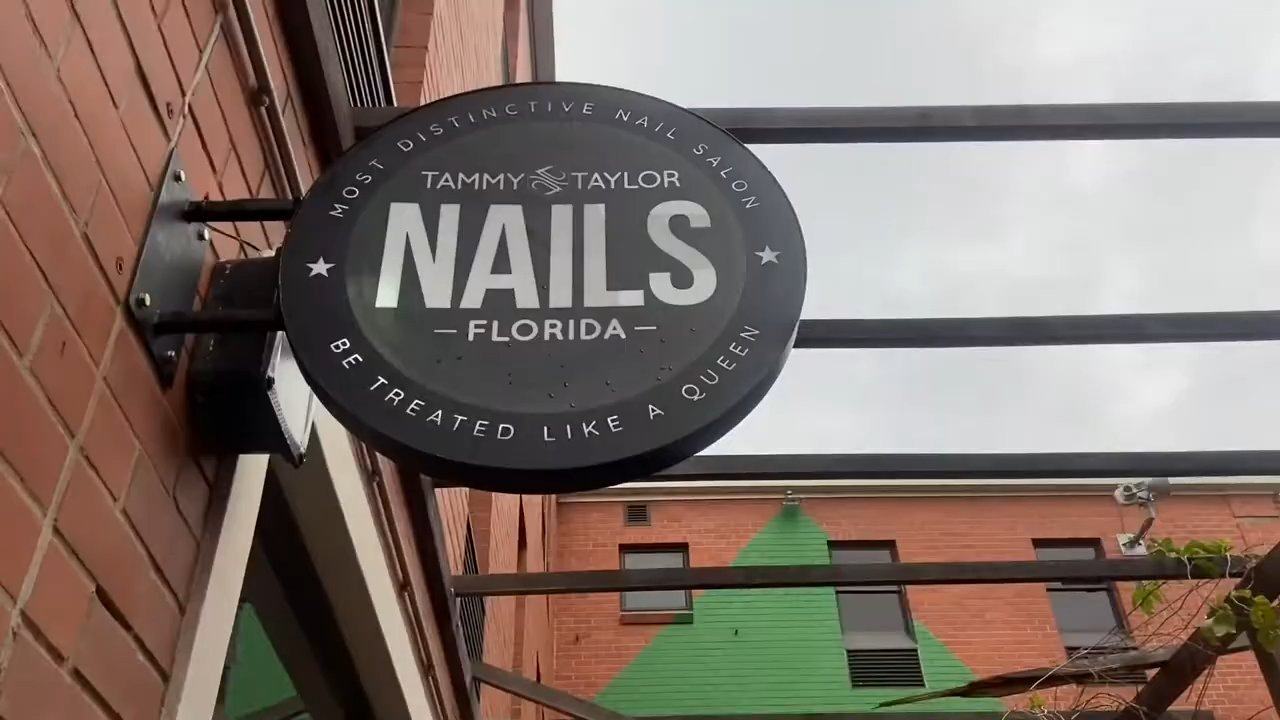 MOST DISTINCTIVE NAIL SALON
TAMMY TAYLOR
NAILS
— FLORIDA —
BE TREATED LIKE A QUEEN